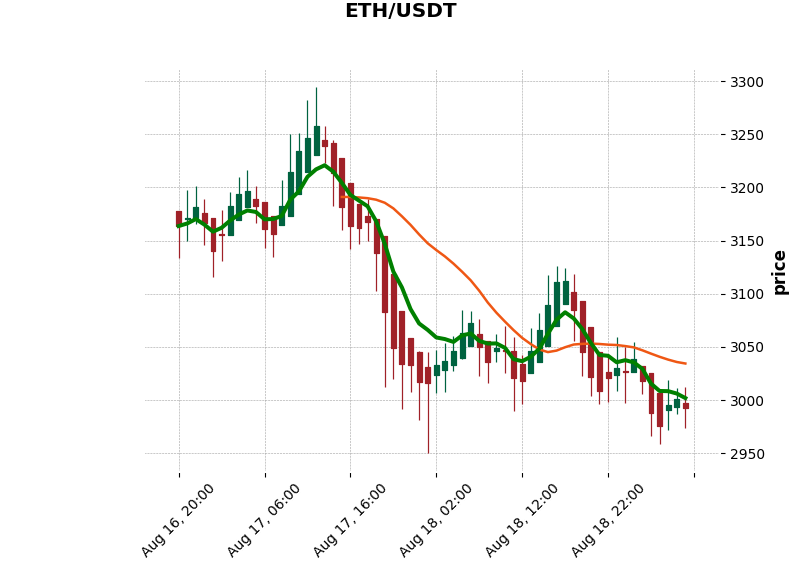 ETH/USDT
3300
3250
3200
3150
3100
3050
3000
2950
price
Aug 16, 20:00
Aug 17, 06:00
Aug 17, 16:00
Aug 18, 02:00
Aug 18, 12:00
Aug 18, 22:00